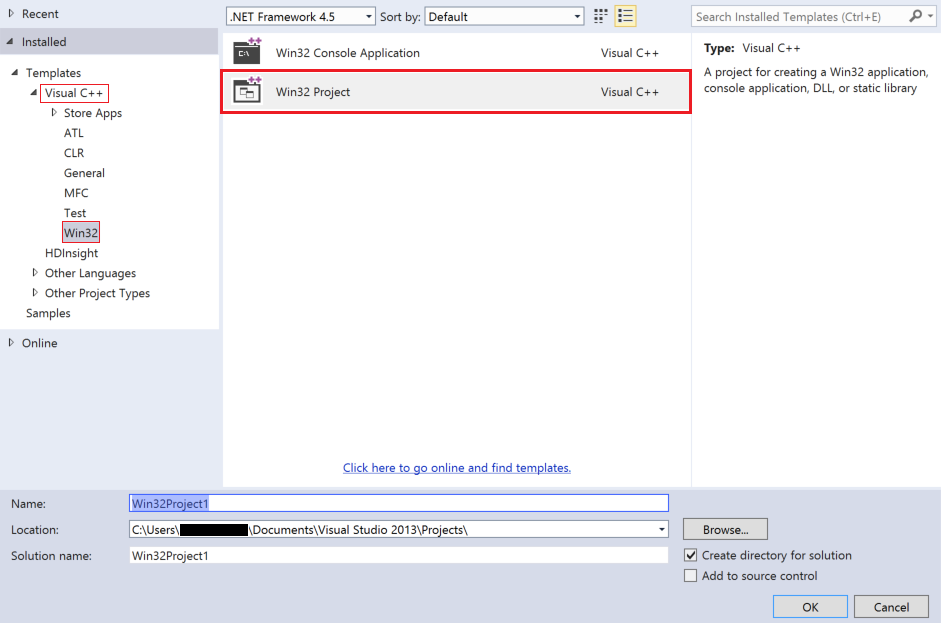 Recent
Installed
Templates
Visual C++
Store Apps
ATL
CLR
General
MFC
Test
Win32
HDInsight
Other Languages
Other Project Types
Samples
Online
.NET Framework 4.5 Sort by: Default
C:\
Win32 Console Application Visual C++
Win32 Project Visual C++
Click here to go online and find templates.
Search Installed Templates (Ctrl+E)
Type: Visual C++
A project for creating a Win32 application,
console application, DLL, or static library
Name: Win32Project1
Location: C:\Users\ \Documents\Visual Studio 2013\Projects\ Browse...
Solution name: Win32Project1 Create directory for solution
Add to source control
OK Cancel